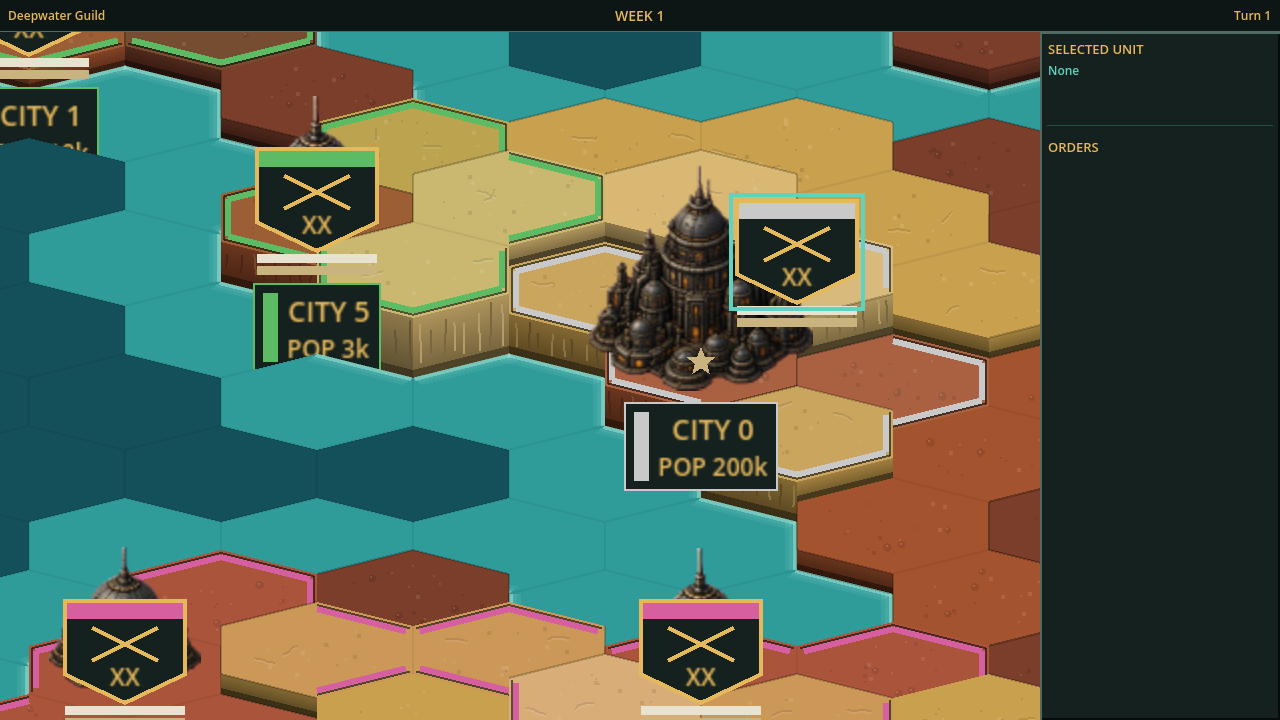 Deepwater Guild
WEEK 1
Turn 1
SELECTED UNIT
None
ORDERS
CITY 1
XX
CITY 5
POP 3k
XX
CITY 0
POP 200k
XX
XX